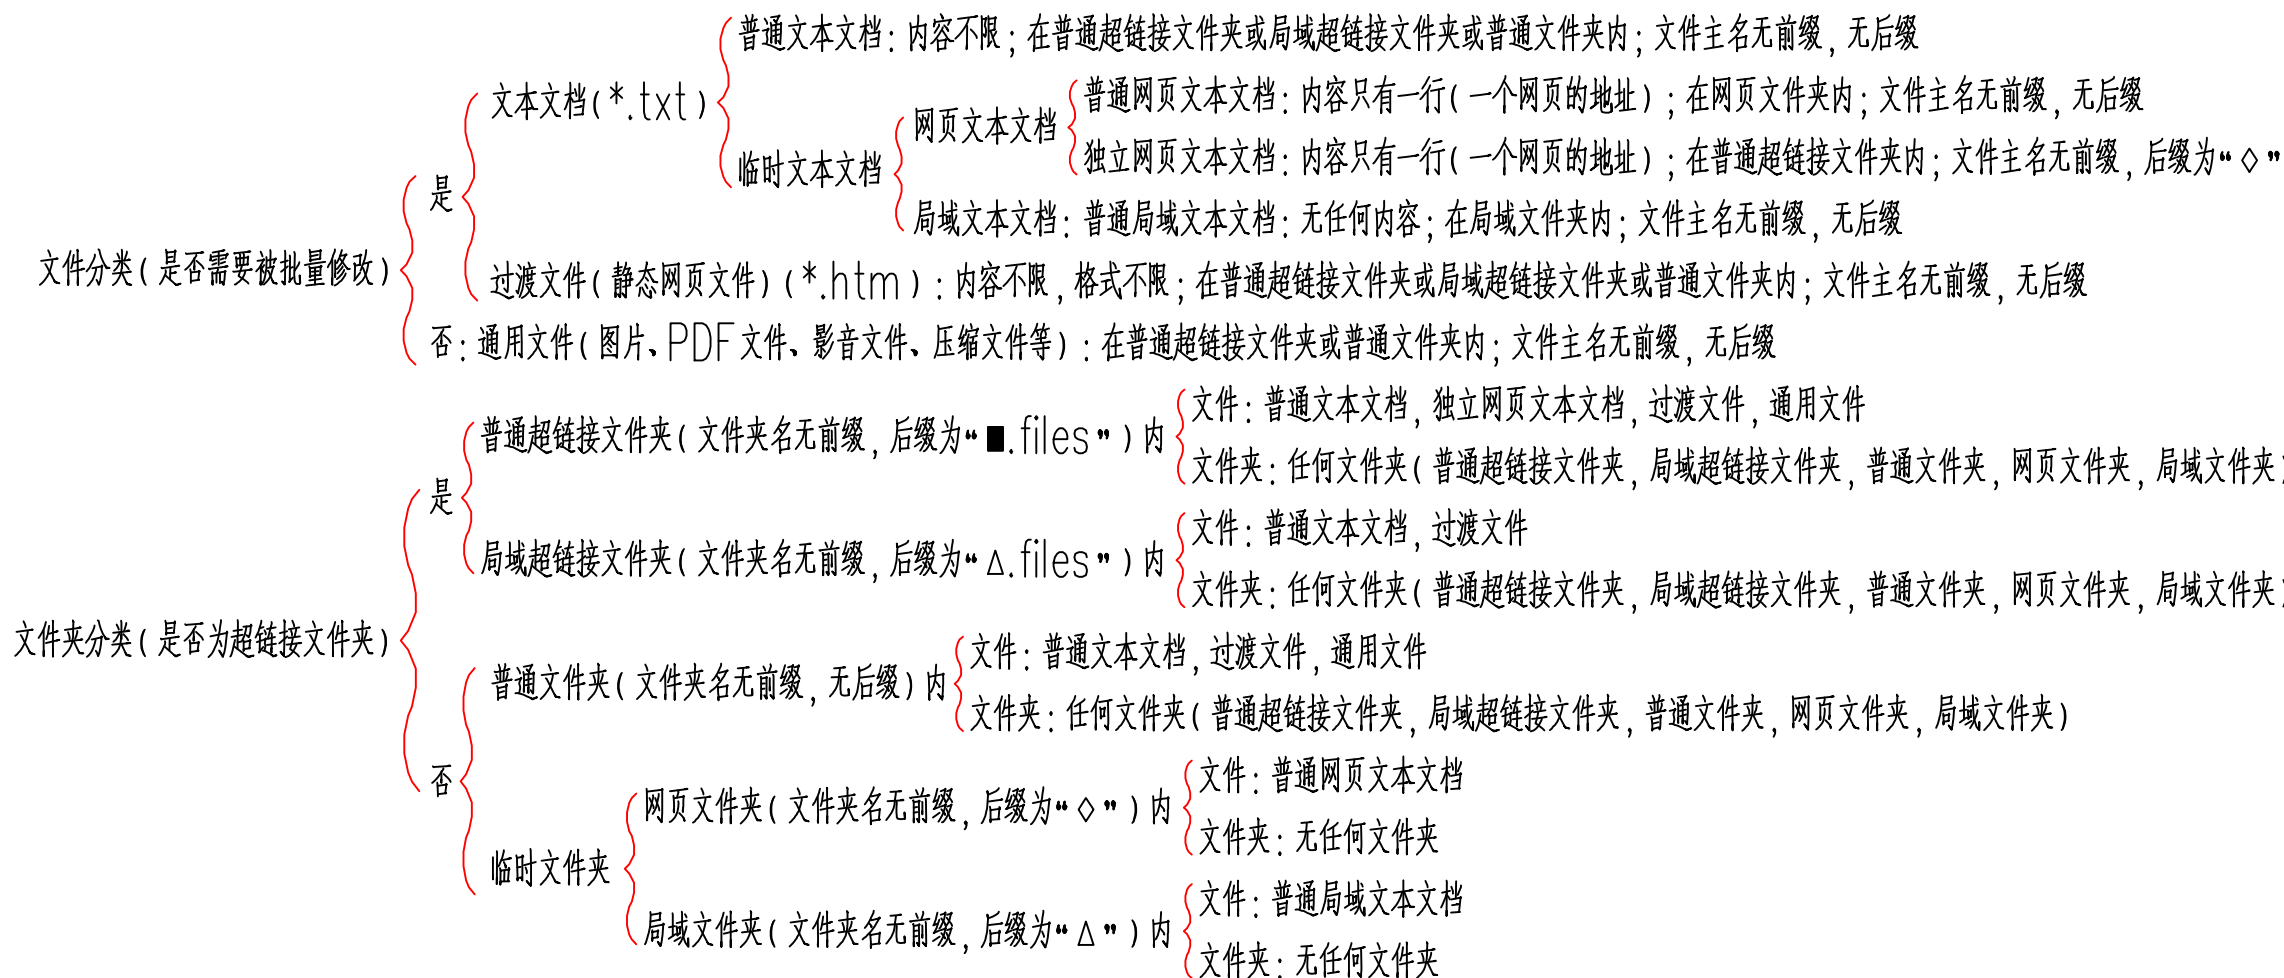 普通文本文档：内容不限；在普通超链接文件夹或局域超链接文件夹或普通文件夹内；文件主名无前缀，无后缀
文本文档(*.txt)
普通网页文本文档：内容只有一行(一个网页的地址)；在网页文件夹内；文件主名无前缀，无后缀
网页文本文档
独立网页文本文档：内容只有一行(一个网页的地址)；在普通超链接文件夹内；文件主名无前缀，后缀为“◇”
临时文本文档
是
局域文本文档：普通局域文本文档：无任何内容；在局域文件夹内；文件主名无前缀，无后缀
文件分类(是否需要被批量修改)
过渡文件(静态网页文件)(*.htm)：内容不限，格式不限；在普通超链接文件夹或局域超链接文件夹或普通文件夹内；文件主名无前缀，无后缀
否：通用文件(图片、PDF文件、影音文件、压缩文件等)：在普通超链接文件夹或普通文件夹内；文件主名无前缀，无后缀
文件：普通文本文档，独立网页文本文档，过渡文件，通用文件
普通超链接文件夹(文件夹名无前缀，后缀为“■.files”)内
文件夹：任何文件夹(普通超链接文件夹，局域超链接文件夹，普通文件夹，网页文件夹，局域文件夹
是
文件：普通文本文档，过渡文件
局域超链接文件夹(文件夹名无前缀，后缀为“△.files”)内
文件夹：任何文件夹(普通超链接文件夹，局域超链接文件夹，普通文件夹，网页文件夹，局域文件夹
文件夹分类(是否为超链接文件夹)
文件：普通文本文档，过渡文件，通用文件
普通文件夹(文件夹名无前缀，无后缀)内
文件夹：任何文件夹(普通超链接文件夹，局域超链接文件夹，普通文件夹，网页文件夹，局域文件夹)
否
文件：普通网页文本文档
网页文件夹(文件夹名无前缀，后缀为“◇”)内
文件夹：无任何文件夹
临时文件夹
文件：普通局域文本文档
局域文件夹(文件夹名无前缀，后缀为“△”)内
文件夹：无任何文件夹